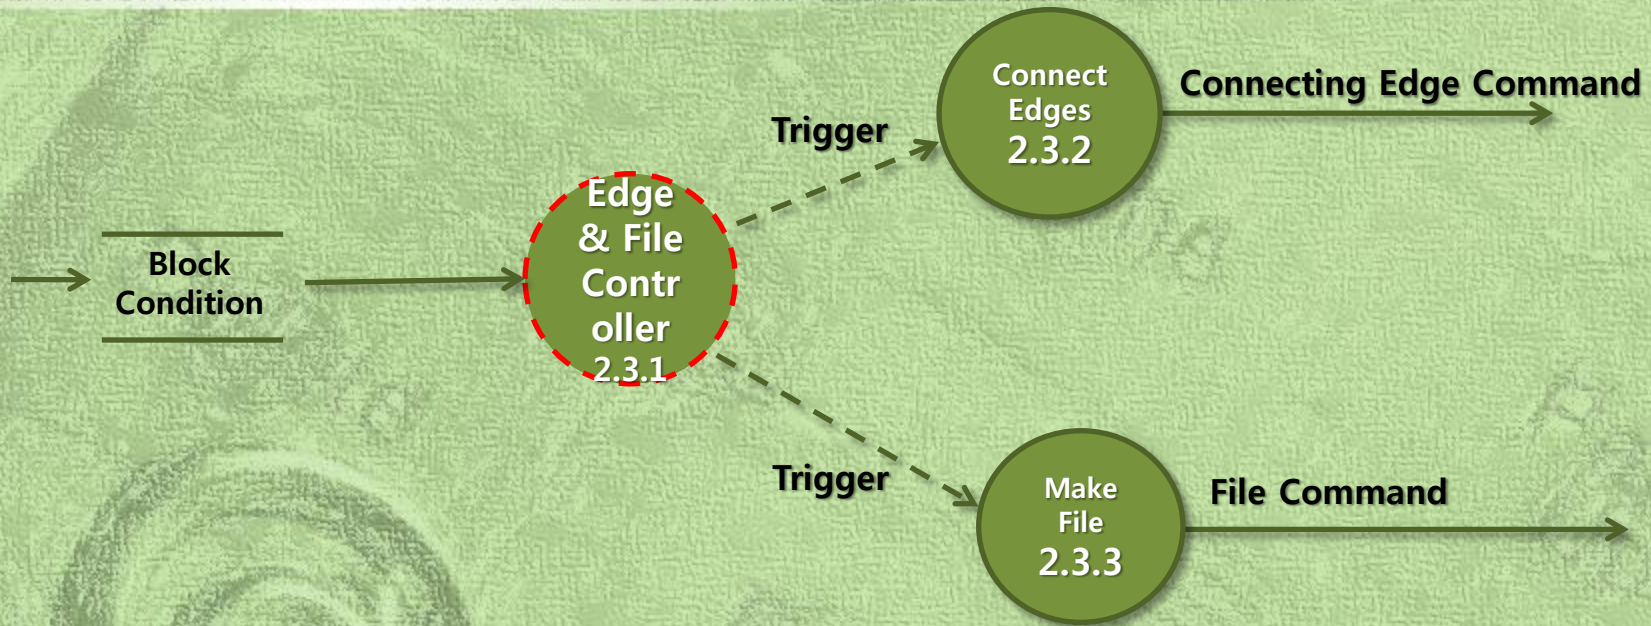 Block
Condition
Edge
& File
Contr
oller
2.3.1
Trigger
Connect
Edges
2.3.2
Connecting Edge Command
Trigger
Make
File
2.3.3
File Command